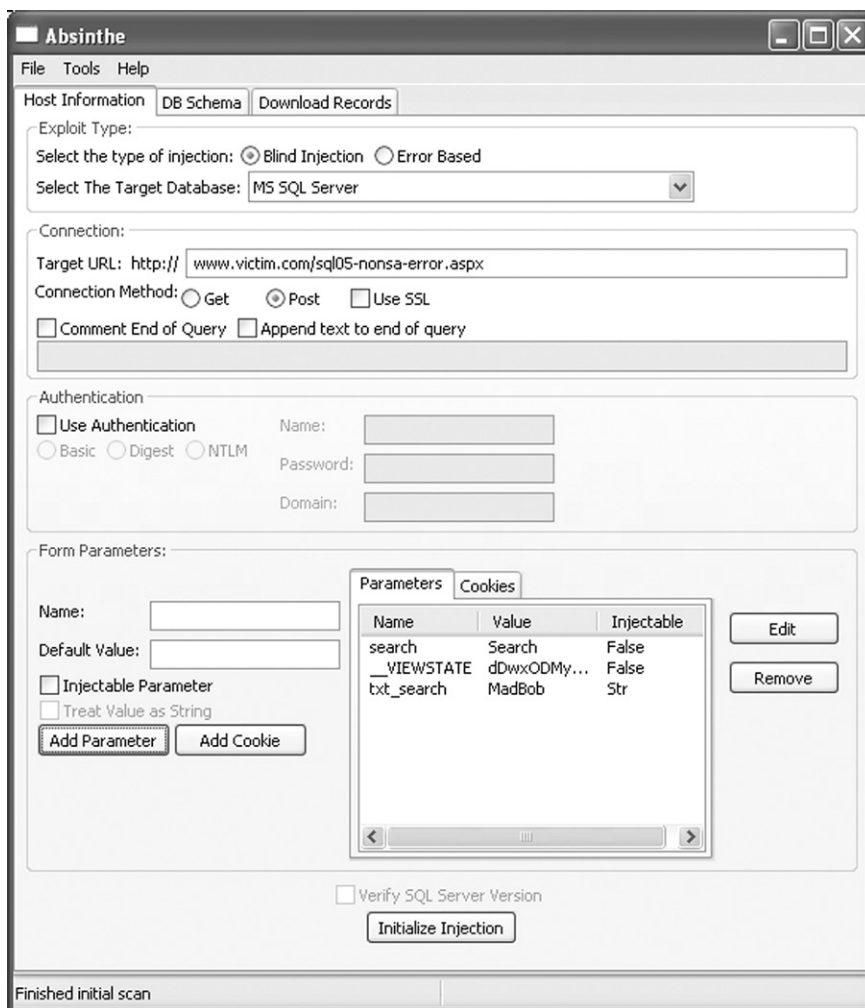 Absinthe
File Tools Help
Host Information DB Schema Download Records
Exploit Type:
Select the type of injection: Blind Injection Error Based
Select The Target Database: MS SQL Server
Connection:
Target URL: http:// www.victim.com/sql05-nonsa-error.aspx
Connection Method: Get Post Use SSL
Comment End of Query Append text to end of query
Authentication
Use Authentication Name:
Basic Digest NTLM
Password:
Domain:
Form Parameters:
Parameters Cookies
Name: Name Value Injectable
Edit
search Search False
Default Value: __VIEWSTATE dDwxODMy... False
Remove
Injectable Parameter txt_search MadBob Str
Treat Value as String
Add Parameter Add Cookie
Verify SQL Server Version
Initialize Injection
Finished initial scan